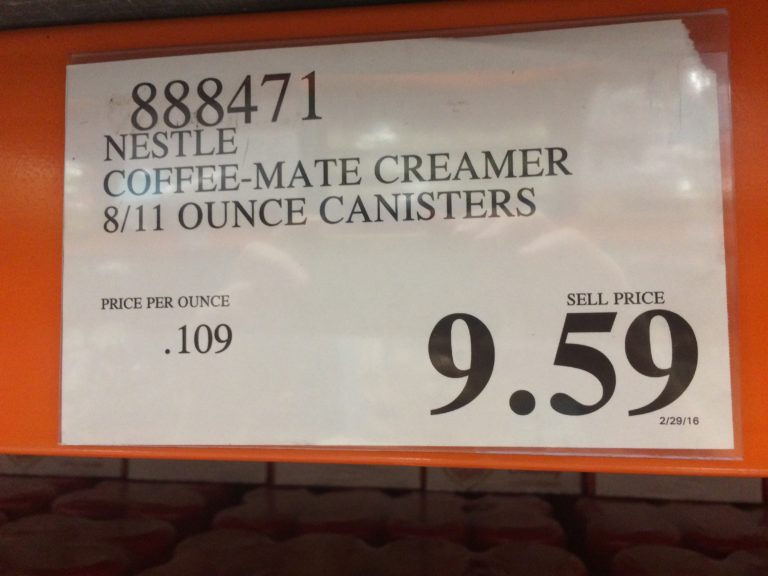 888471
NESTLE
COFFEE-MATE CREAMER
8/11 OUNCE CANISTERS
PRICE PER OUNCE
.109
SELL PRICE
9.59
2/29/16